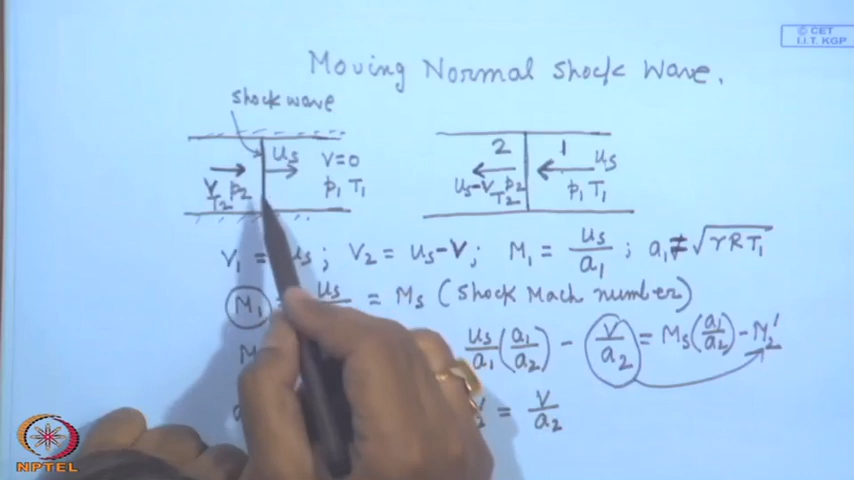 © CET
I.I.T. KGP
Moving Normal Shock Wave.
shock wave
V
T2 p2
us
V=0
p1 T1
2
1
us
us-V p2
T2
p1 T1
V1 = us ; V2 = us-V ; M1 = us/a1 ; a1 = √γRT1
M1 = us = Ms (Shock Mach number)
us/a1 (a1/a2) - V/a2 = Ms (a1/a2) - M2'
= V/a2
NPTEL